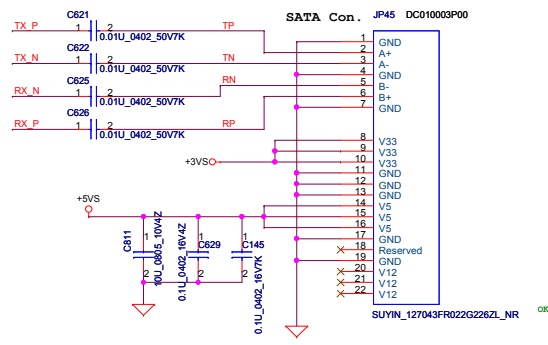 SATA Con. JP45 DC010003P00
C621
TX_P 1 2 TP
0.01U_0402_50V7K
C622
TX_N 1 2 TN
0.01U_0402_50V7K
C625
RX_N 1 2 RN
0.01U_0402_50V7K
C626
RX_P 1 2 RP
0.01U_0402_50V7K
1 GND
2 A+
3 A-
4 GND
5 B-
6 B+
7 GND
8 V33
9 V33
10 V33
11 GND
12 GND
13 GND
14 V5
15 V5
16 V5
17 GND
18 Reserved
19 GND
20 V12
21 V12
22 V12
+3VS
+5VS
C811
1
2
10U_0805_10V4Z
C629
1
2
0.1U_0402_16V4Z
C145
1
2
0.1U_0402_16V7K
SUYIN_127043FR022G226ZL_NR
OK